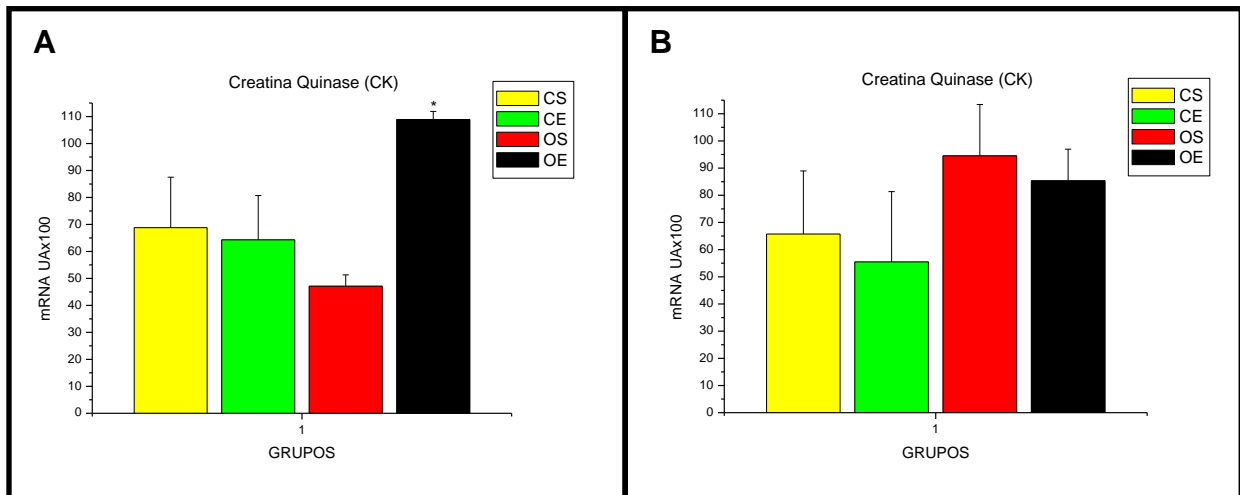 A
Creatina Quinase (CK)
*
CS
CE
OS
OE
110
100
90
80
70
60
50
40
30
20
10
0
mRNA UAx100
1
GRUPOS
B
Creatina Quinase (CK)
CS
CE
OS
OE
110
100
90
80
70
60
50
40
30
20
10
0
mRNA UAx100
1
GRUPOS